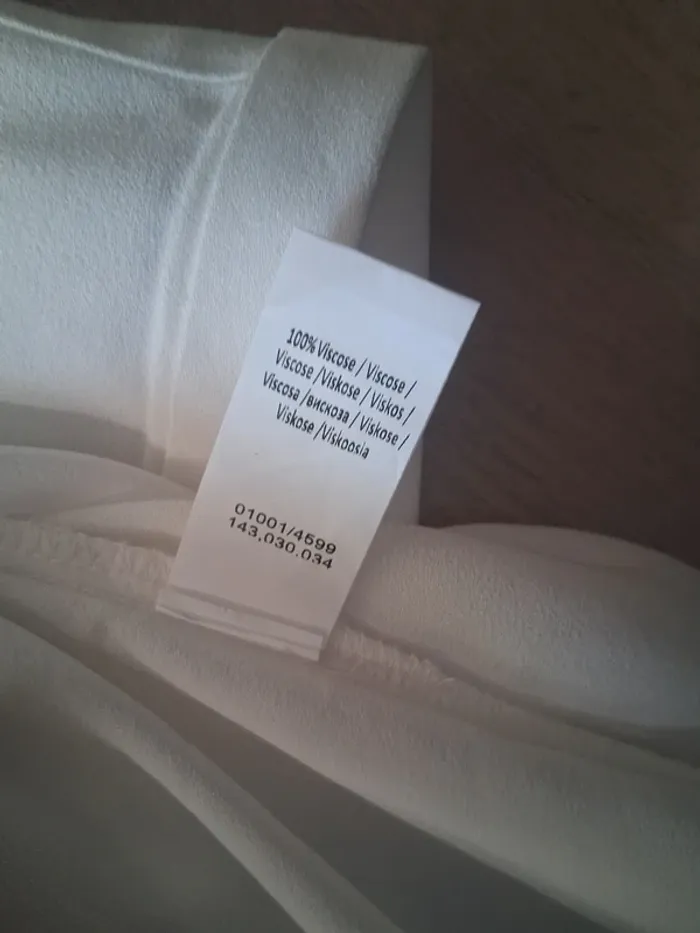 100% Viscose / Viscose /
Viscose /Viskose / Viskos /
Viscosa /вискоза / Viskose /
Viskose /Viskoosia
01001/4599
143.030.034